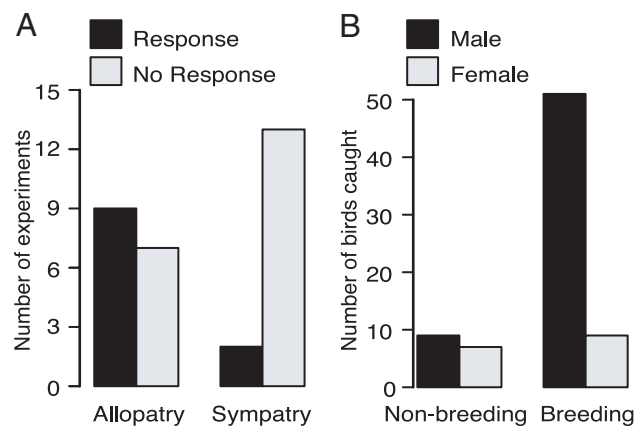 A
Response
No Response
Number of experiments
15
12
9
6
3
0
Allopatry Sympatry
B
Male
Female
Number of birds caught
50
40
30
20
10
0
Non-breeding Breeding